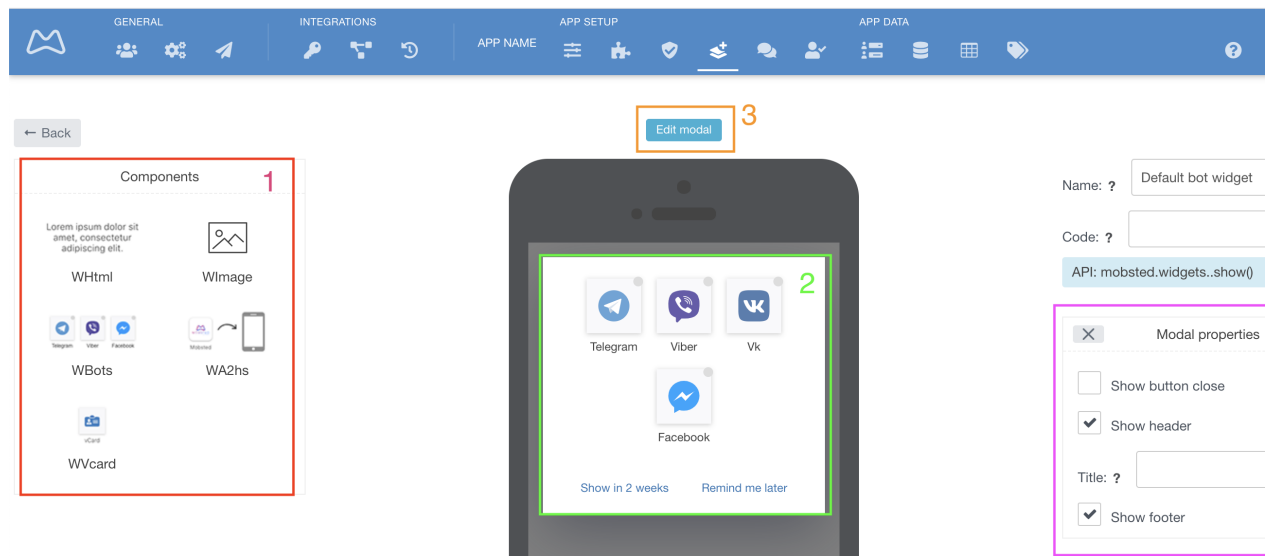 GENERAL
INTEGRATIONS
APP SETUP
APP DATA
APP NAME
← Back
Edit modal
3
Components
1
Lorem ipsum dolor sit
amet, consectetur
adipiscing elit.
WHtml
WImage
Telegram
Viber
Facebook
Mobsted
WBots
WA2hs
vCard
WVcard
2
Telegram
Viber
Vk
Facebook
Show in 2 weeks
Remind me later
Name: ?
Default bot widget
Code: ?
API: mobsted.widgets..show()
Modal properties
Show button close
Show header
Title: ?
Show footer